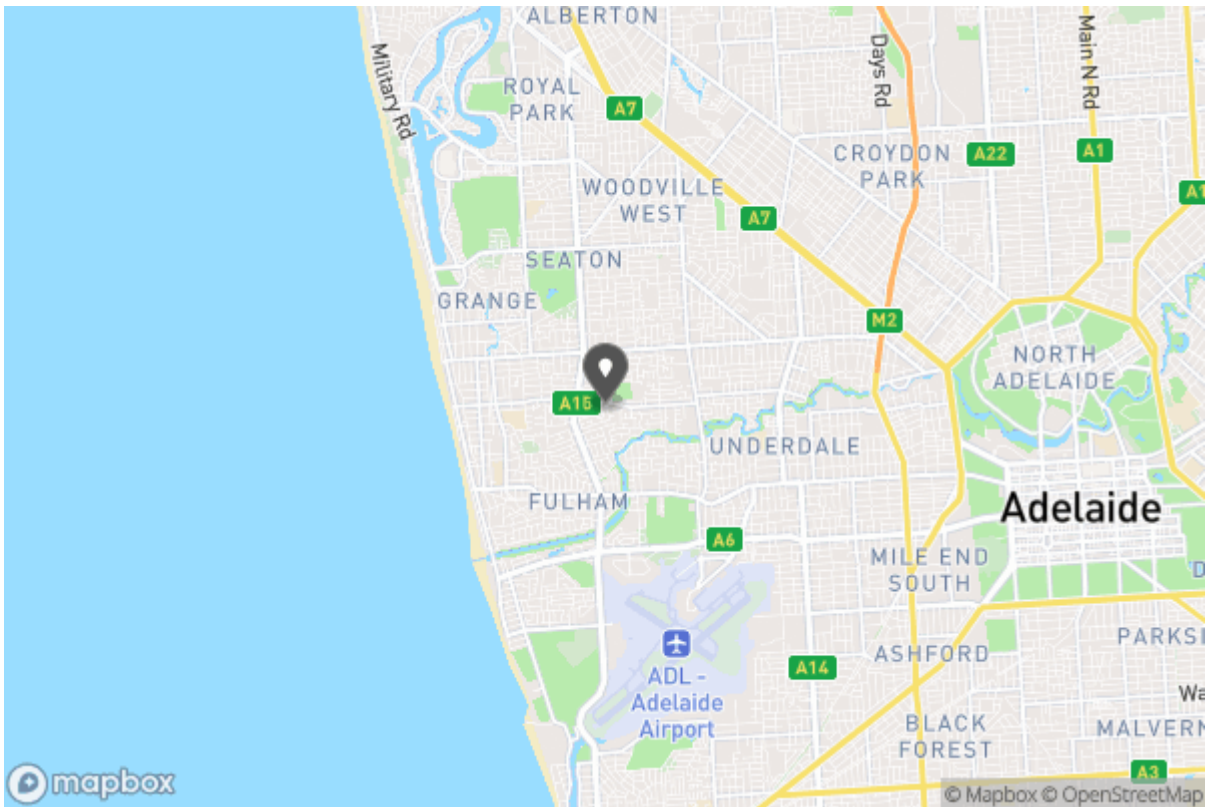 ALBERTON
Military Rd
Days Rd
Main N Rd
ROYAL
PARK
A7
CROYDON
PARK
A22
A1
WOODVILLE
WEST
A7
A1
SEATON
GRANGE
M2
NORTH
ADELAIDE
A15
UNDERDALE
FULHAM
Adelaide
A6
MILE END
SOUTH
ADL -
Adelaide
Airport
A14
ASHFORD
PARKSI
Wa
BLACK
FOREST
MALVERN
A3
mapbox
© Mapbox © OpenStreetMap